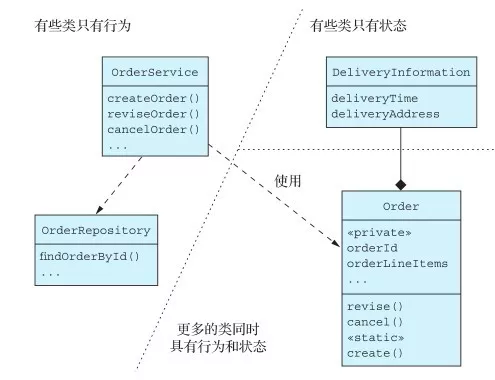 有些类只有行为
有些类只有状态
OrderService
createOrder()
reviseOrder()
cancelOrder()
...
DeliveryInformation
deliveryTime
deliveryAddress
使用
OrderRepository
findOrderById()
...
Order
«private»
orderId
orderLineItems
...
revise()
cancel()
«static»
create()
更多的类同时
具有行为和状态